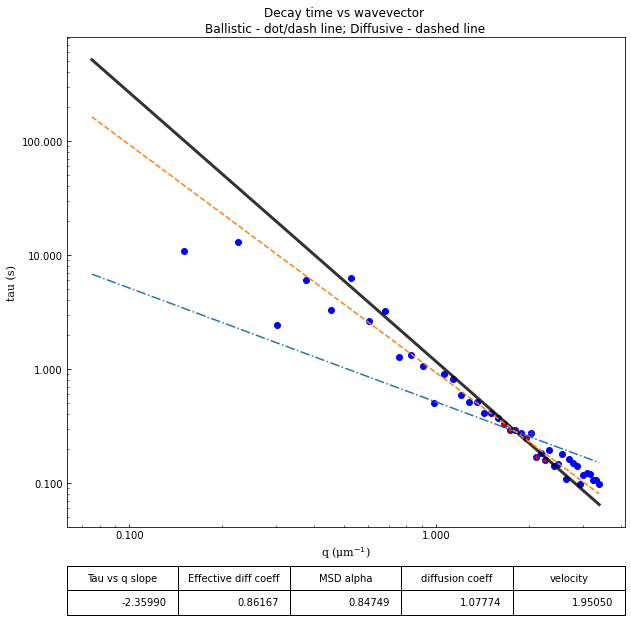 Decay time vs wavevector
Ballistic - dot/dash line; Diffusive - dashed line
tau (s)
100.000
10.000
1.000
0.100
0.100 1.000
q (μm⁻¹)
Tau vs q slope Effective diff coeff MSD alpha diffusion coeff velocity
-2.35990 0.86167 0.84749 1.07774 1.95050